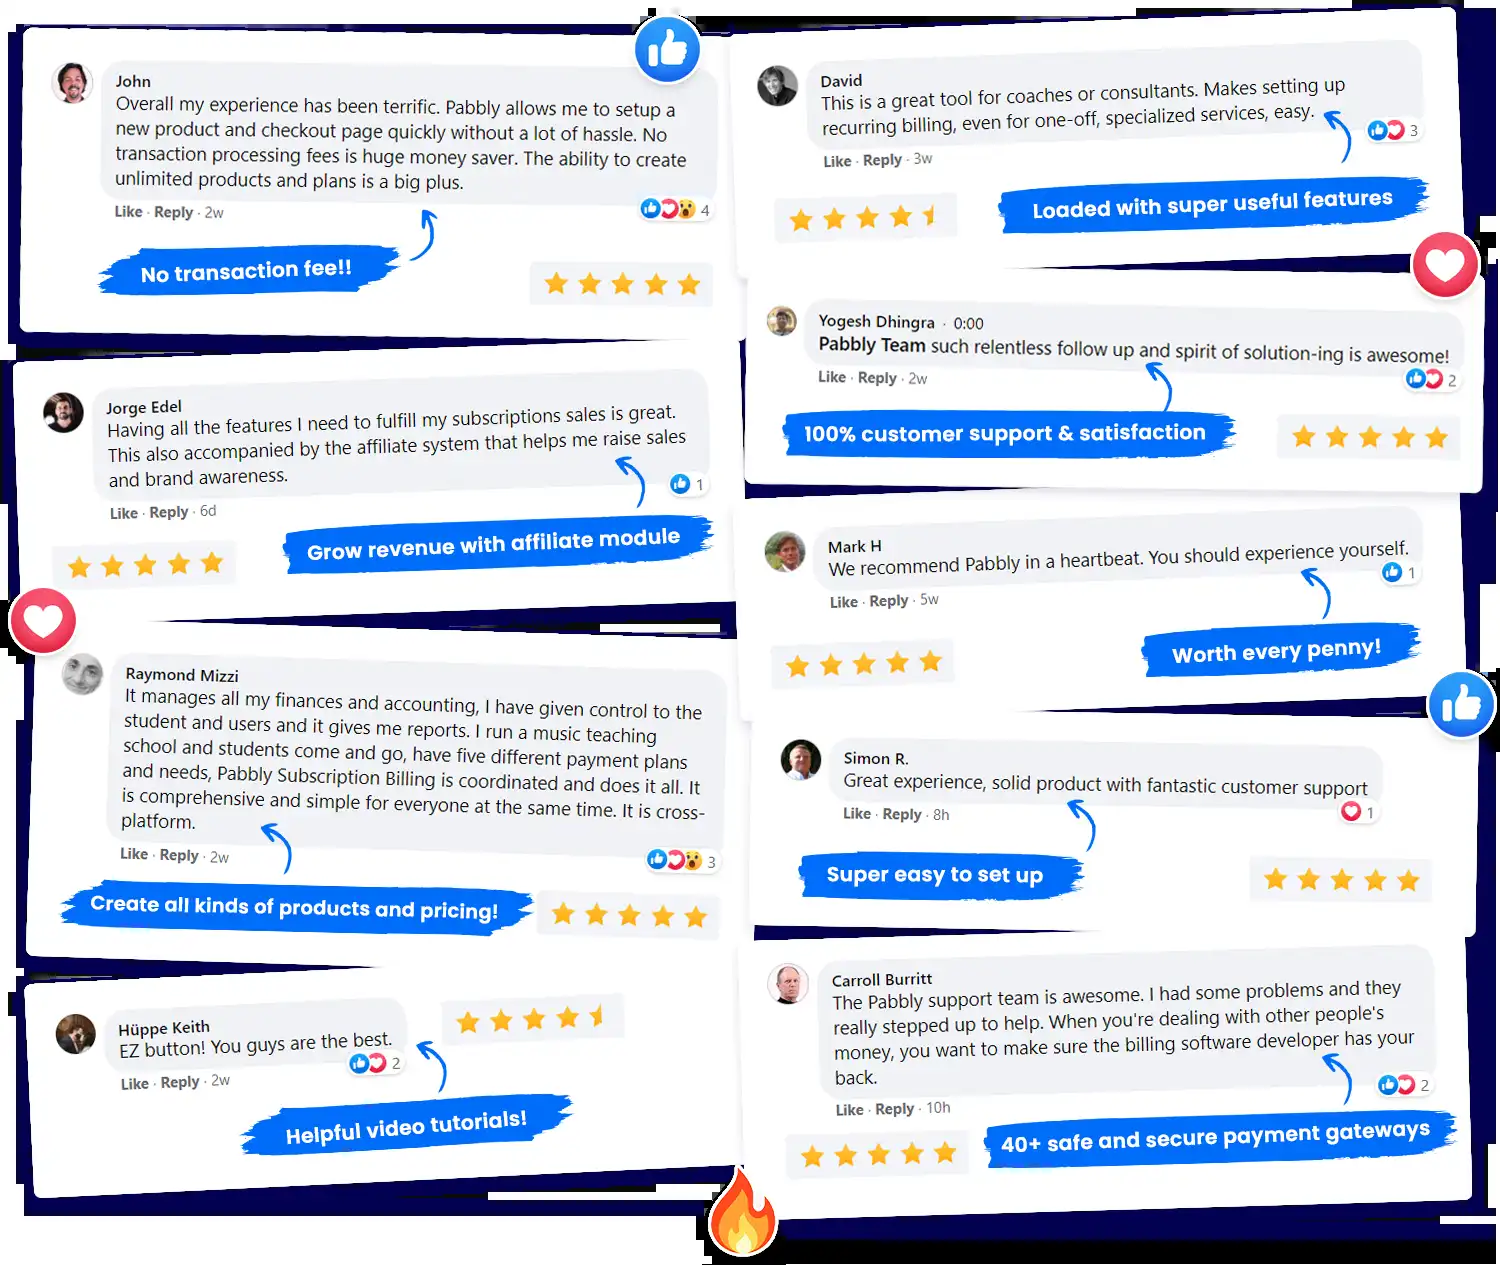 John
Overall my experience has been terrific. Pabbly allows me to setup a
new product and checkout page quickly without a lot of hassle. No
transaction processing fees is huge money saver. The ability to create
unlimited products and plans is a big plus.
Like · Reply · 2w
4
No transaction fee!!
Jorge Edel
Having all the features I need to fulfill my subscriptions sales is great.
This also accompanied by the affiliate system that helps me raise sales
and brand awareness.
1
Like · Reply · 6d
Grow revenue with affiliate module
Raymond Mizzi
It manages all my finances and accounting, I have given control to the
student and users and it gives me reports. I run a music teaching
school and students come and go, have five different payment plans
and needs, Pabbly Subscription Billing is coordinated and does it all. It
is comprehensive and simple for everyone at the same time. It is cross-
platform.
Like · Reply · 2w
3
Create all kinds of products and pricing!
Hüppe Keith
EZ button! You guys are the best.
2
Like · Reply · 2w
Helpful video tutorials!
David
This is a great tool for coaches or consultants. Makes setting up
recurring billing, even for one-off, specialized services, easy.
3
Like · Reply · 3w
Loaded with super useful features
Yogesh Dhingra · 0:00
Pabbly Team such relentless follow up and spirit of solution-ing is awesome!
Like · Reply · 2w
2
100% customer support & satisfaction
Mark H
We recommend Pabbly in a heartbeat. You should experience yourself.
1
Like · Reply · 5w
Worth every penny!
Simon R.
Great experience, solid product with fantastic customer support
Like · Reply · 8h
1
Super easy to set up
Carroll Burritt
The Pabbly support team is awesome. I had some problems and they
really stepped up to help. When you're dealing with other people's
money, you want to make sure the billing software developer has your
back.
2
Like · Reply · 10h
40+ safe and secure payment gateways